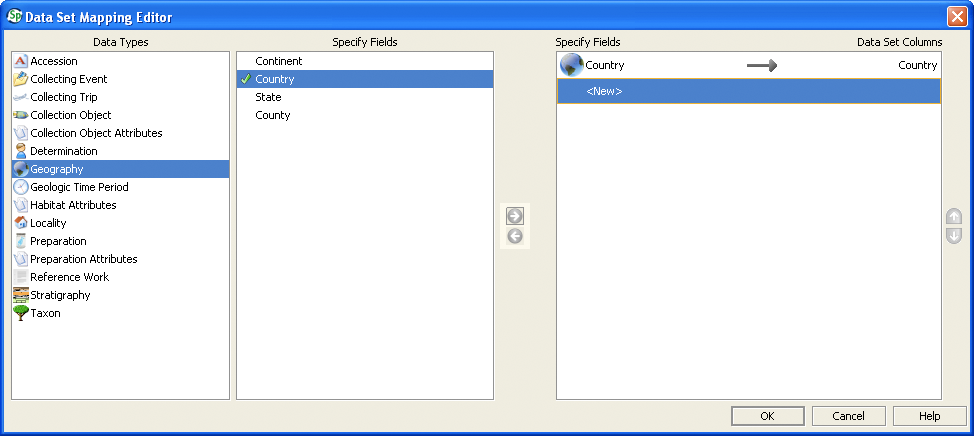 Data Set Mapping Editor
Data Types
Specify Fields
Specify Fields
Data Set Columns
Accession
Collecting Event
Collecting Trip
Collection Object
Collection Object Attributes
Determination
Geography
Geologic Time Period
Habitat Attributes
Locality
Preparation
Preparation Attributes
Reference Work
Stratigraphy
Taxon
Continent
Country
State
County
Country
Country
<New>
OK
Cancel
Help